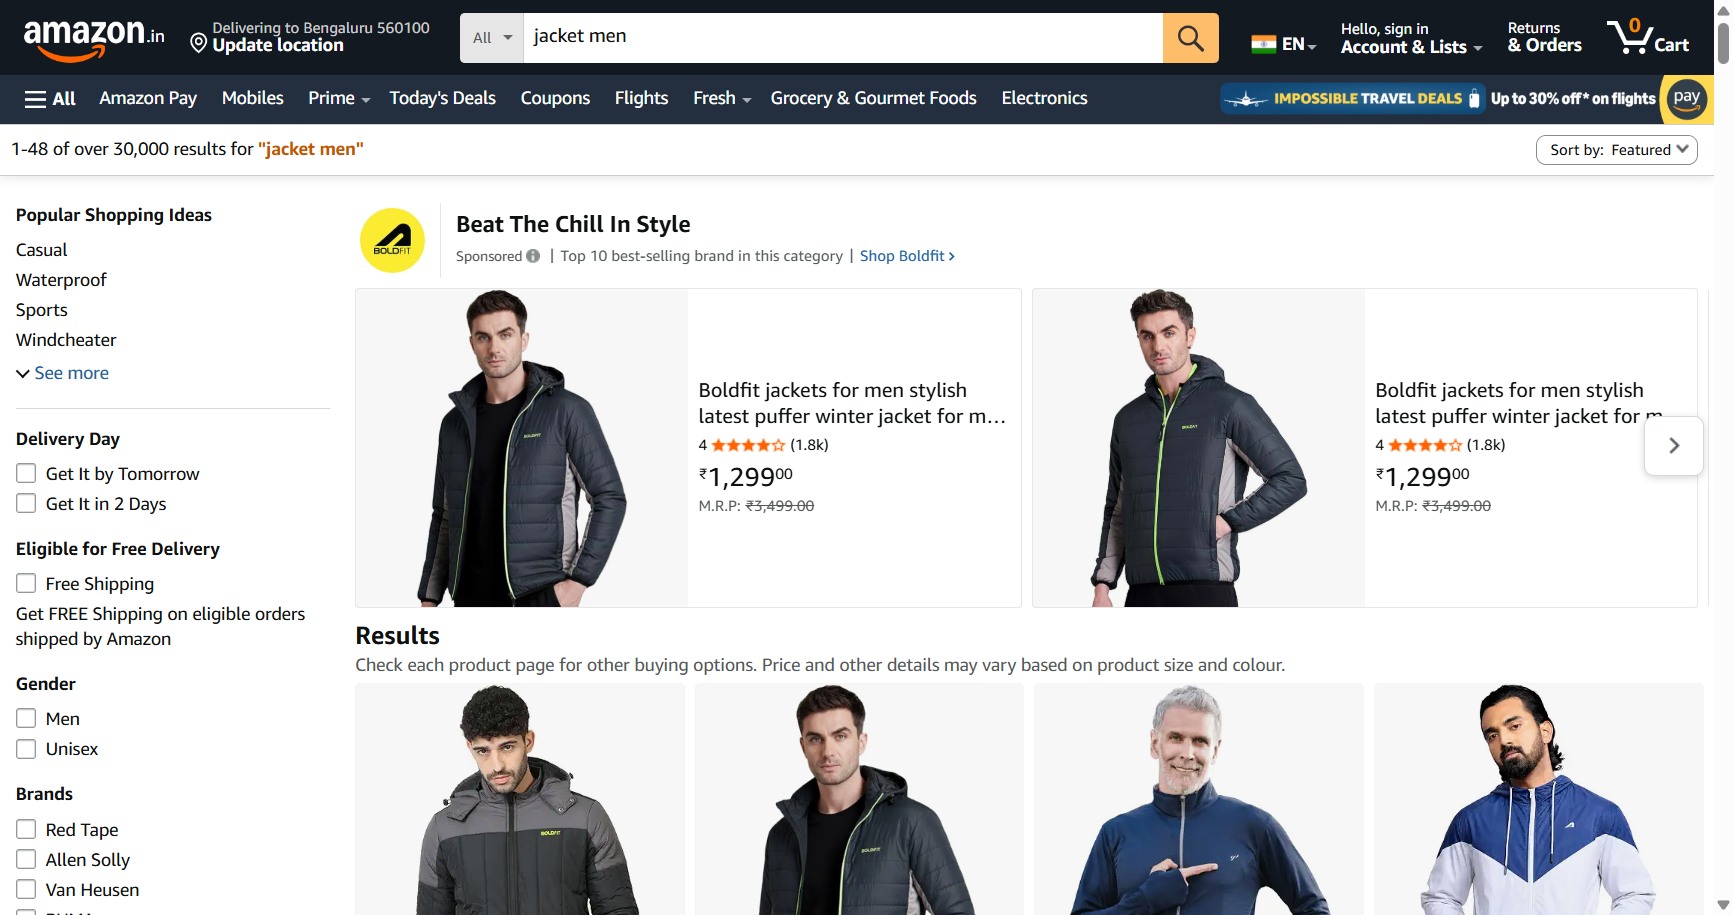 amazon.in
Delivering to Bengaluru 560100
Update location
All
jacket men
EN
Hello, sign in
Account & Lists
Returns
& Orders
0
Cart
All
Amazon Pay
Mobiles
Prime
Today's Deals
Coupons
Flights
Fresh
Grocery & Gourmet Foods
Electronics
IMPOSSIBLE TRAVEL DEALS
Up to 30% off* on flights
pay
1-48 of over 30,000 results for "jacket men"
Sort by: Featured
Popular Shopping Ideas
Casual
Waterproof
Sports
Windcheater
See more
Delivery Day
Get It by Tomorrow
Get It in 2 Days
Eligible for Free Delivery
Free Shipping
Get FREE Shipping on eligible orders
shipped by Amazon
Gender
Men
Unisex
Brands
Red Tape
Allen Solly
Van Heusen
BOLDFIT
Beat The Chill In Style
Sponsored | Top 10 best-selling brand in this category | Shop Boldfit
BOLDFIT
Boldfit jackets for men stylish
latest puffer winter jacket for m...
4 (1.8k)
₹1,29900
M.R.P: ₹3,499.00
BOLDFIT
Boldfit jackets for men stylish
latest puffer winter jacket for m
4 (1.8k)
₹1,29900
M.R.P: ₹3,499.00
Results
Check each product page for other buying options. Price and other details may vary based on product size and colour.
BOLDFIT
BOLDFIT